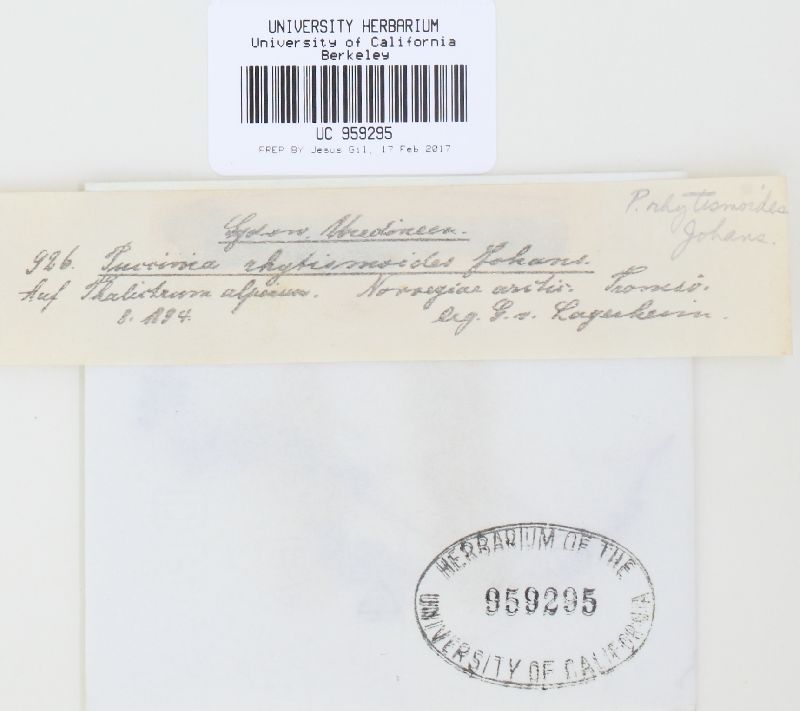 UNIVERSITY HERBARIUM
University of California
Berkeley
UC 959295
PREP BY Jesus Gil, 17 Feb 2017
P. rhytismoides
Johans.
Sydow. Uredineen.
926. Puccinia rhytismoides Johans.
Auf Thalictrum alpinum. Norvegiae arctic. Tromsö.
8. 1894. leg. G. v. Lagerheim.
HERBARIUM OF THE
959295
UNIVERSITY OF CALIFORNIA